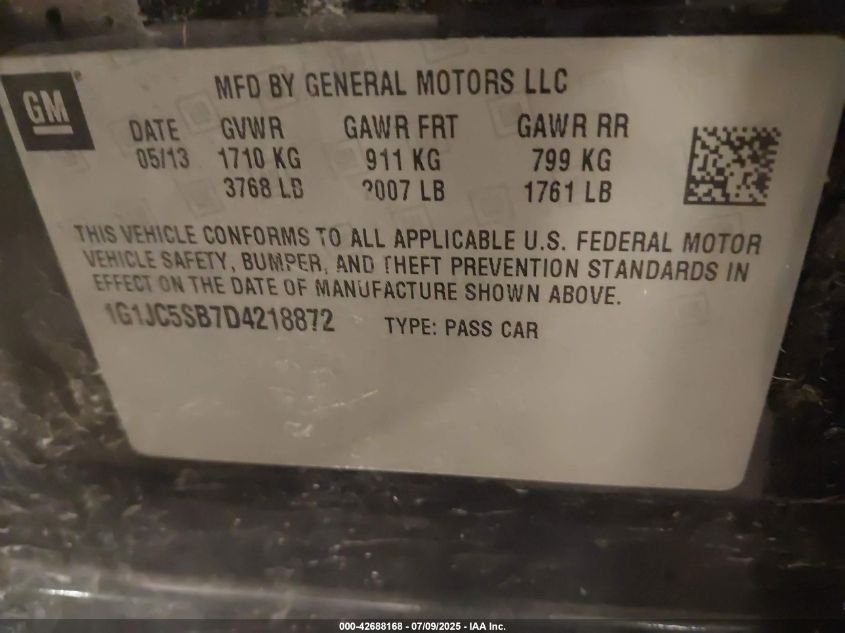 GM
MFD BY GENERAL MOTORS LLC
DATE GVWR GAWR FRT GAWR RR
05/13 1710 KG 911 KG 799 KG
3768 LB 2007 LB 1761 LB
THIS VEHICLE CONFORMS TO ALL APPLICABLE U.S. FEDERAL MOTOR
VEHICLE SAFETY, BUMPER, AND THEFT PREVENTION STANDARDS IN
EFFECT ON THE DATE OF MANUFACTURE SHOWN ABOVE.
1G1JC5SB7D4218872 TYPE: PASS CAR
000-42688168 - 07/09/2025 - IAA Inc.